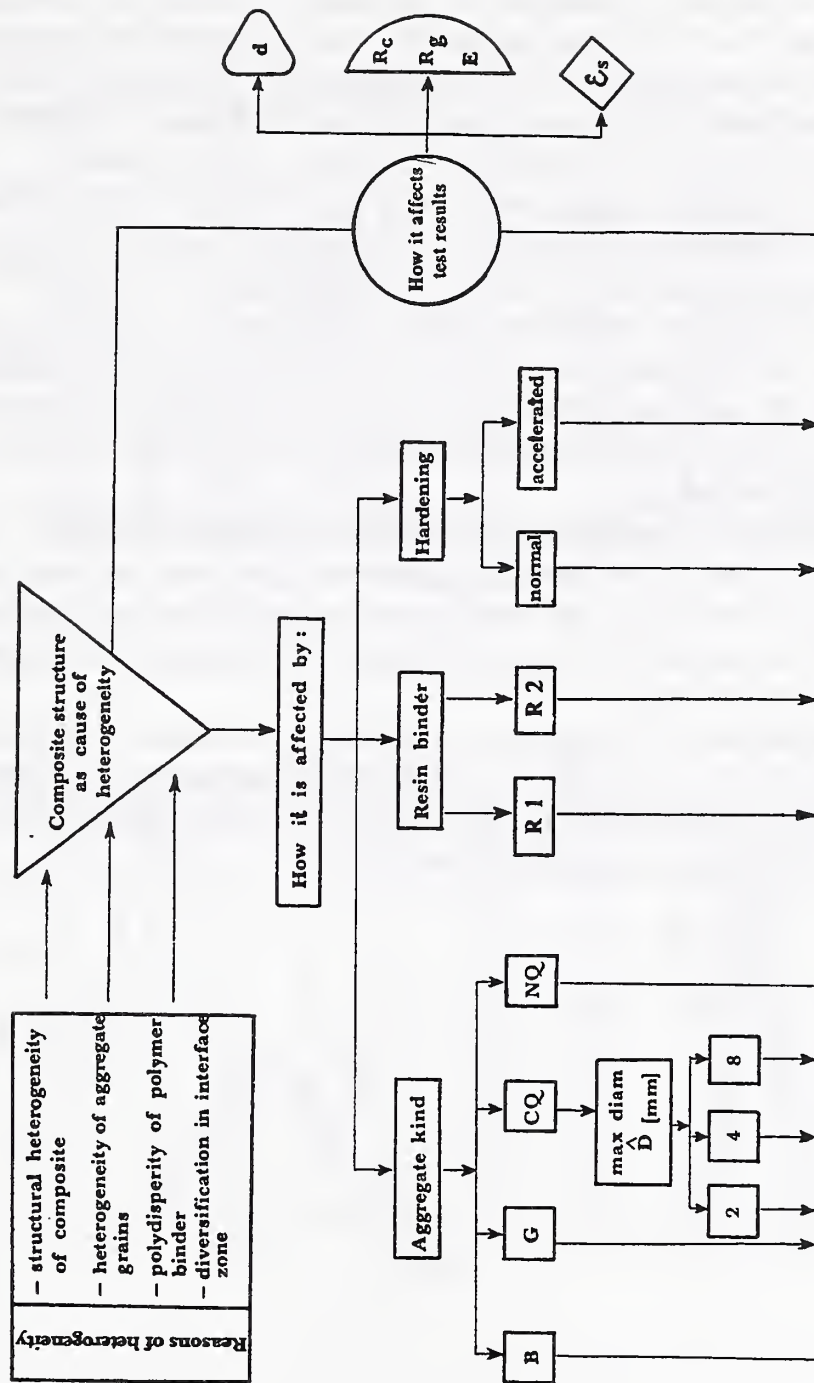 Reasons of heterogeneity
– structural heterogeneity
of composite
– heterogeneity of aggregate
grains
– polydisperity of polymer
binder
– diversification in interface
zone
Composite structure
as cause of
heterogeneity
How it is affected by:
Aggregate kind
Resin binder
Hardening
B
G
CQ
NQ
R 1
R 2
normal
accelerated
max diam
D̂ [mm]
2
4
8
How it affects
test results
d
Rc
Rg
E
Ɛs